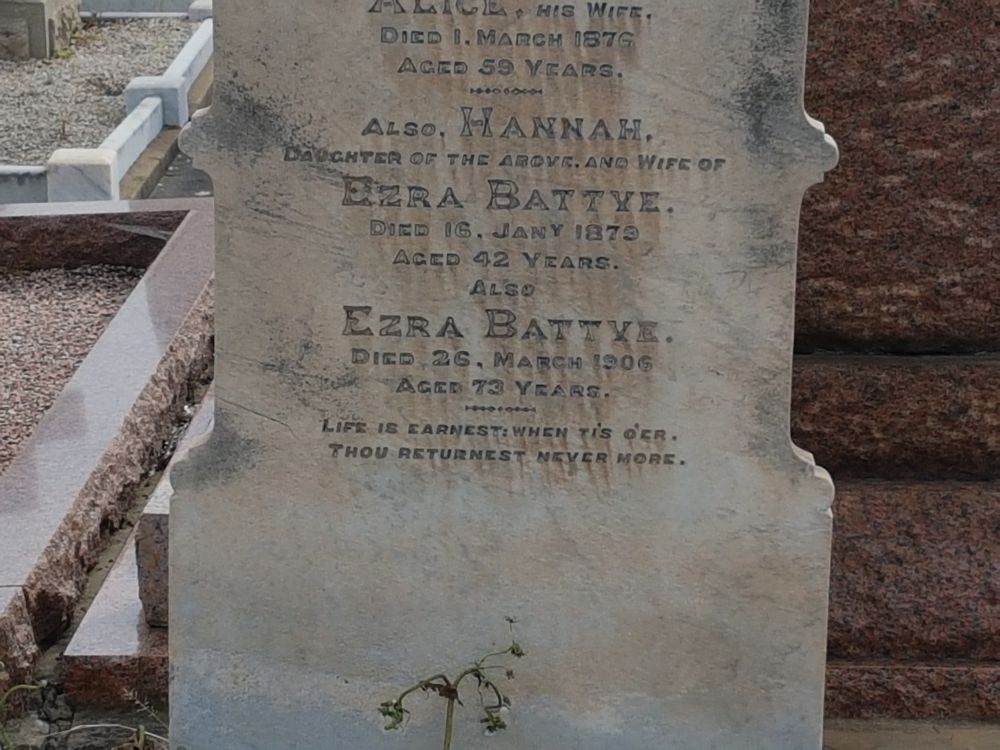 ALICE, HIS WIFE.
DIED 1, MARCH 1876
AGED 59 YEARS.
ALSO, HANNAH,
DAUGHTER OF THE ABOVE, AND WIFE OF
EZRA BATTYE.
DIED 16, JANY 1879
AGED 42 YEARS.
ALSO
EZRA BATTYE.
DIED 26, MARCH 1906
AGED 73 YEARS.
LIFE IS EARNEST: WHEN TI'S O'ER.
THOU RETURNEST NEVER MORE.